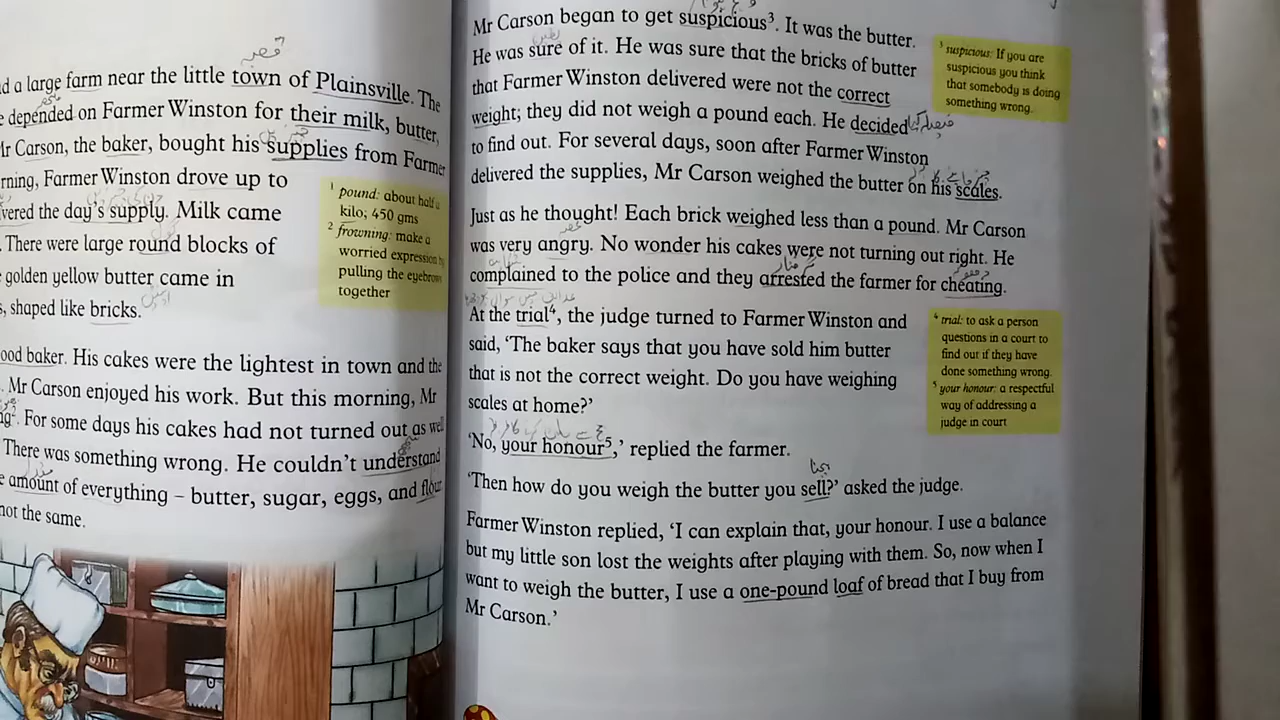 d a large farm near the little town of Plainsville. The
depended on Farmer Winston for their milk, butter,
Mr Carson, the baker, bought his supplies from Farmer
rning, Farmer Winston drove up to
vered the day's supply. Milk came
. There were large round blocks of
golden yellow butter came in
s, shaped like bricks.
¹ pound: about half a
kilo; 450 gms
² frowning: make a
worried expression by
pulling the eyebrows
together
ood baker. His cakes were the lightest in town and the
. Mr Carson enjoyed his work. But this morning, Mr
ng². For some days his cakes had not turned out as well
There was something wrong. He couldn't understand
e amount of everything – butter, sugar, eggs, and flour
not the same.
قصبہ
Mr Carson began to get suspicious³. It was the butter.
He was sure of it. He was sure that the bricks of butter
that Farmer Winston delivered were not the correct
weight; they did not weigh a pound each. He decided
to find out. For several days, soon after Farmer Winston
delivered the supplies, Mr Carson weighed the butter on his scales.
³ suspicious: If you are
suspicious you think
that somebody is doing
something wrong.
Just as he thought! Each brick weighed less than a pound. Mr Carson
was very angry. No wonder his cakes were not turning out right. He
complained to the police and they arrested the farmer for cheating.
At the trial⁴, the judge turned to Farmer Winston and
said, 'The baker says that you have sold him butter
that is not the correct weight. Do you have weighing
scales at home?'
⁴ trial: to ask a person
questions in a court to
find out if they have
done something wrong.
⁵ your honour: a respectful
way of addressing a
judge in court
'No, your honour⁵,' replied the farmer.
بیچنا
'Then how do you weigh the butter you sell?' asked the judge.
Farmer Winston replied, 'I can explain that, your honour. I use a balance
but my little son lost the weights after playing with them. So, now when I
want to weigh the butter, I use a one-pound loaf of bread that I buy from
Mr Carson.'